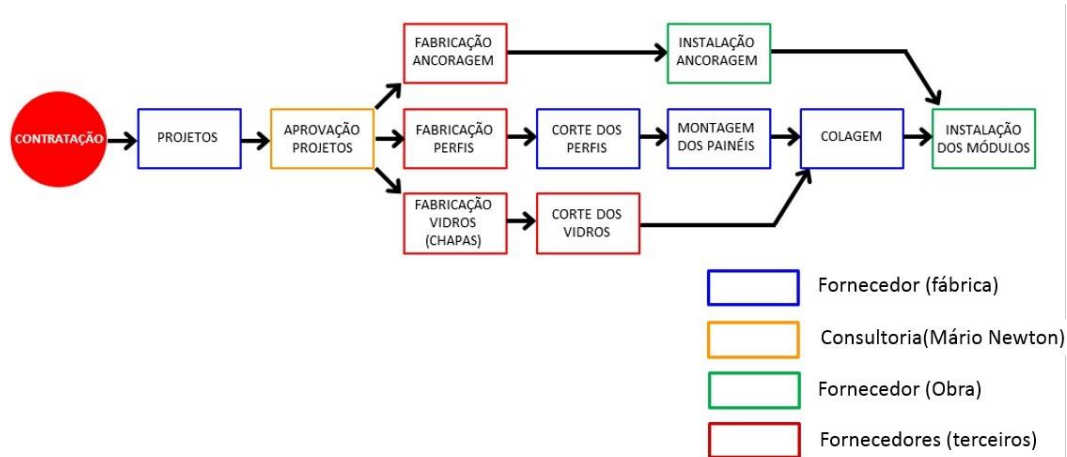 FABRICAÇÃO
ANCORAGEM
INSTALAÇÃO
ANCORAGEM
CONTRATAÇÃO
PROJETOS
APROVAÇÃO
PROJETOS
FABRICAÇÃO
PERFIS
CORTE DOS
PERFIS
MONTAGEM
DOS PAINÉIS
COLAGEM
INSTALAÇÃO
DOS MÓDULOS
FABRICAÇÃO
VIDROS
(CHAPAS)
CORTE DOS
VIDROS
Fornecedor (fábrica)
Consultoria(Mário Newton)
Fornecedor (Obra)
Fornecedores (terceiros)